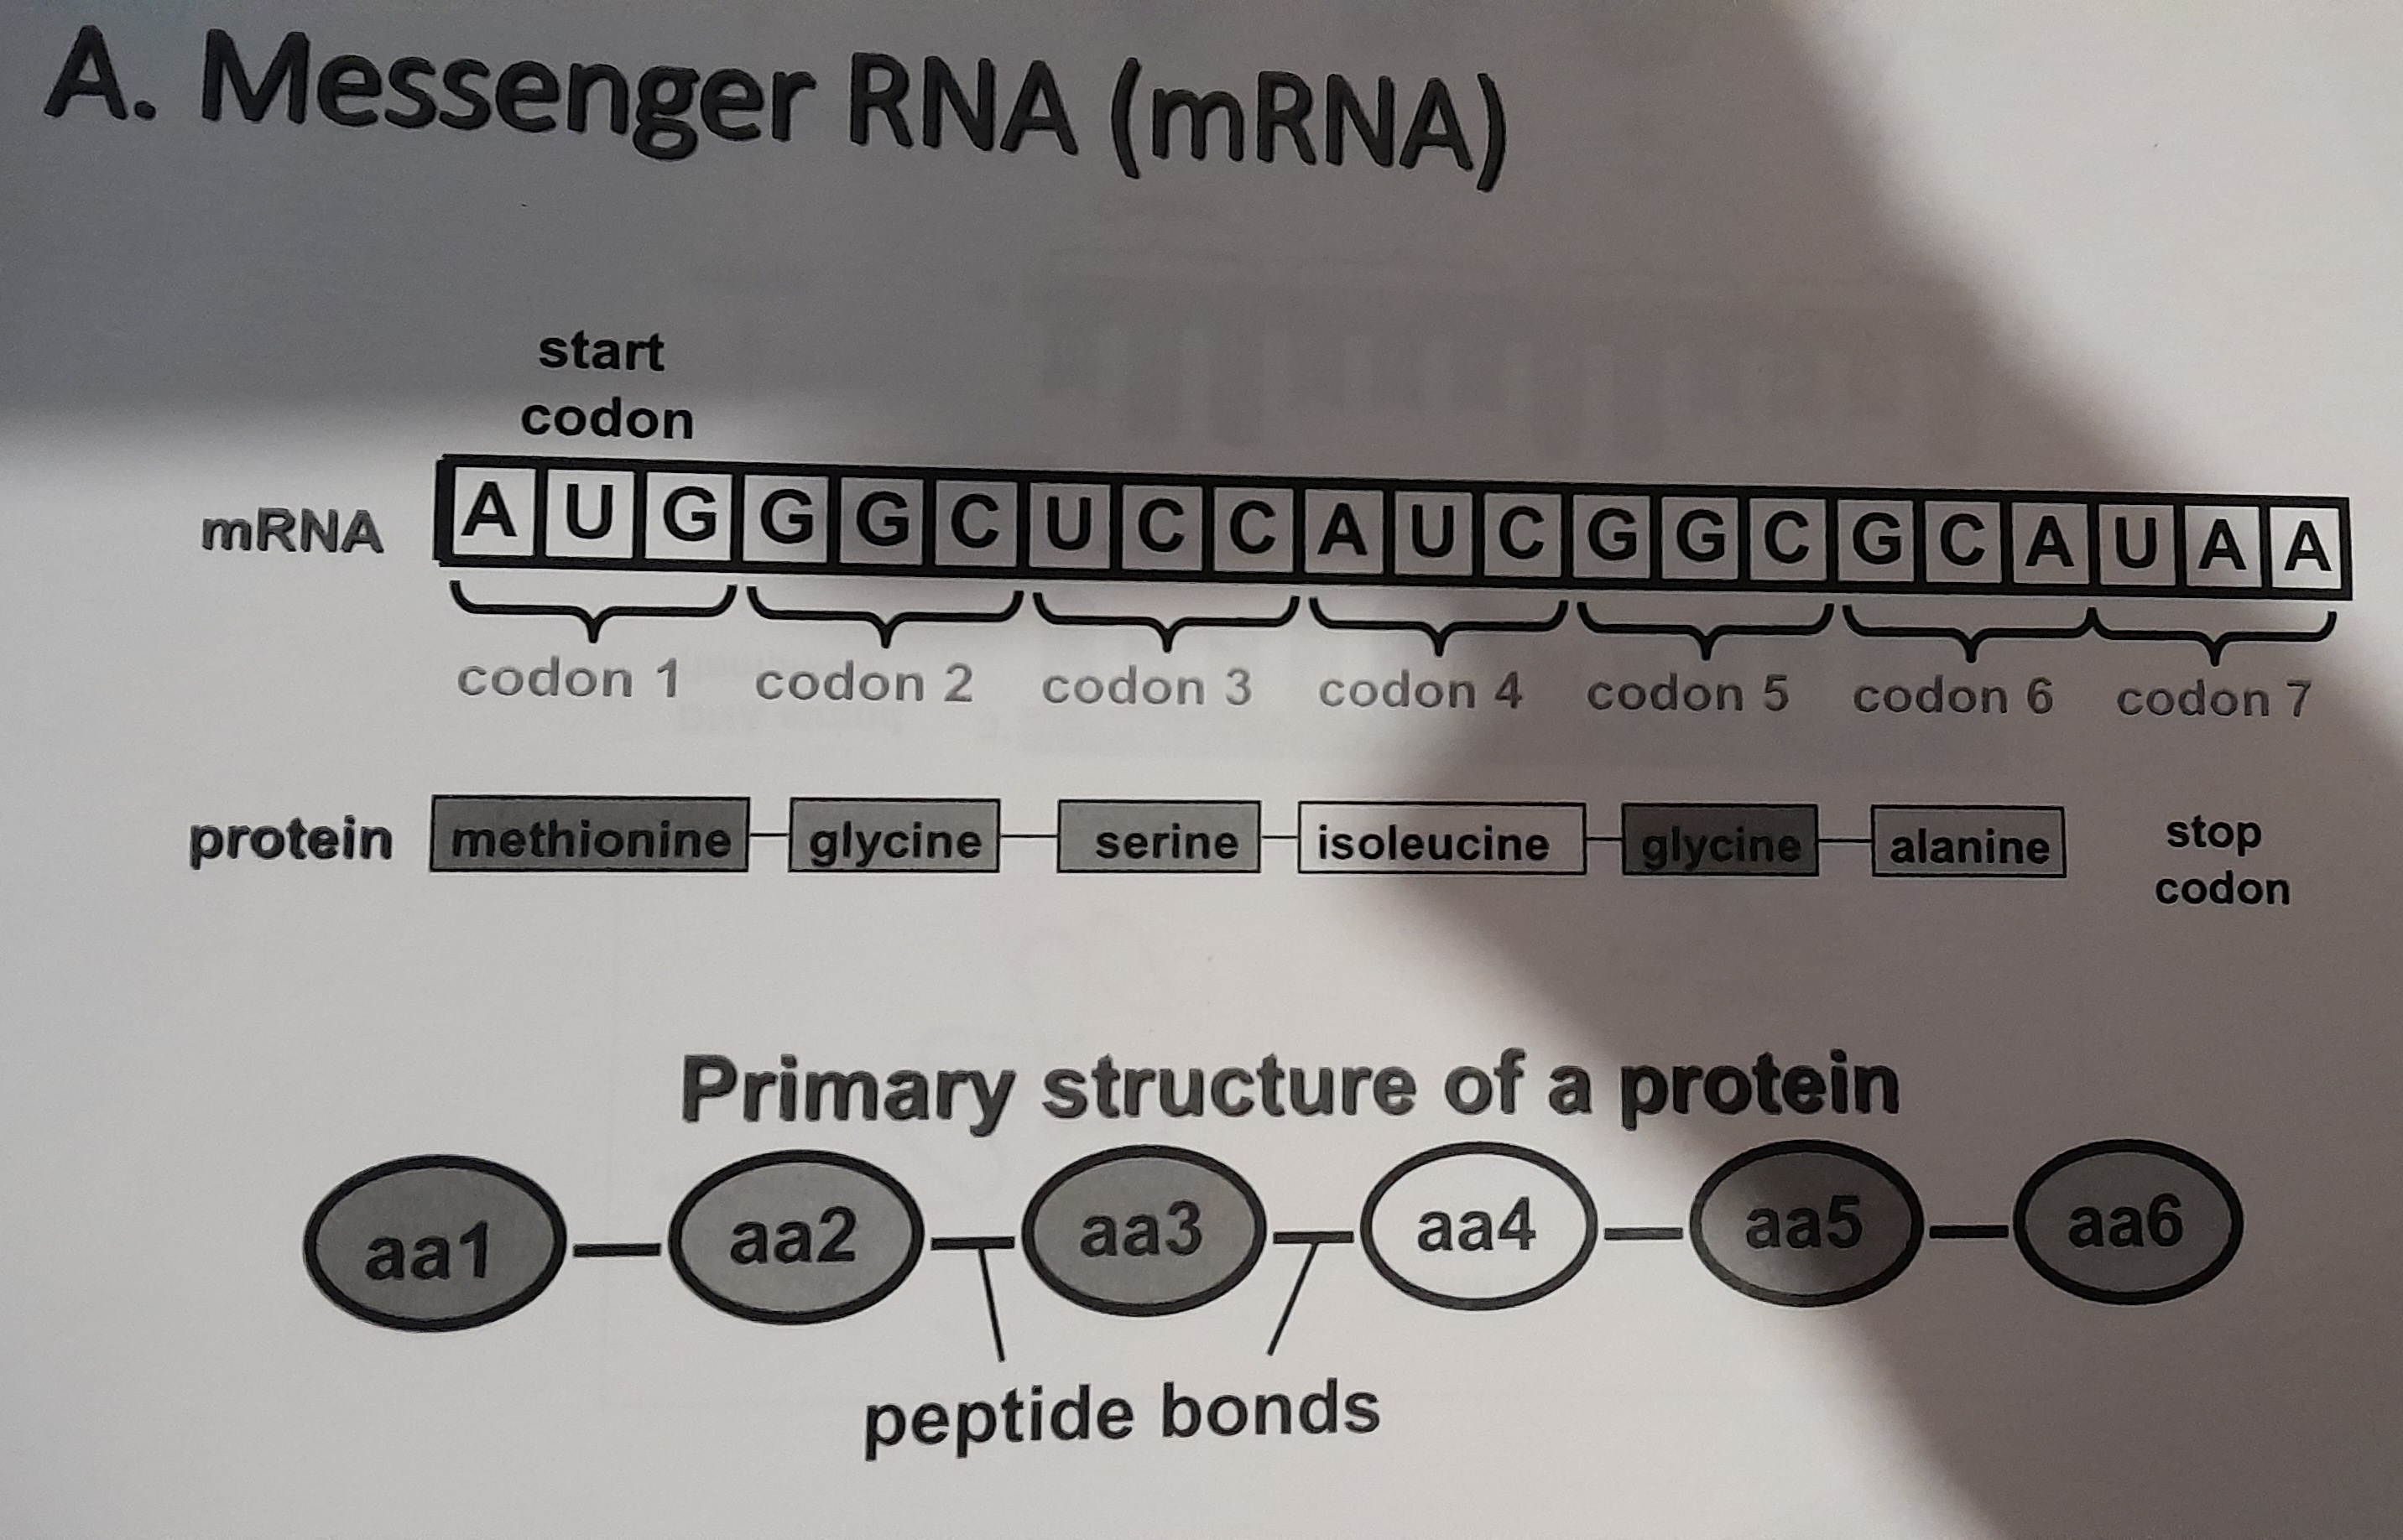 A. Messenger RNA (mRNA)
start
codon
mRNA A U G G G C U C C A U C G G C G C A U A A
codon 1 codon 2 codon 3 codon 4 codon 5 codon 6 codon 7
protein methionine glycine serine isoleucine glycine alanine stop
codon
Primary structure of a protein
aa1 aa2 aa3 aa4 aa5 aa6
peptide bonds